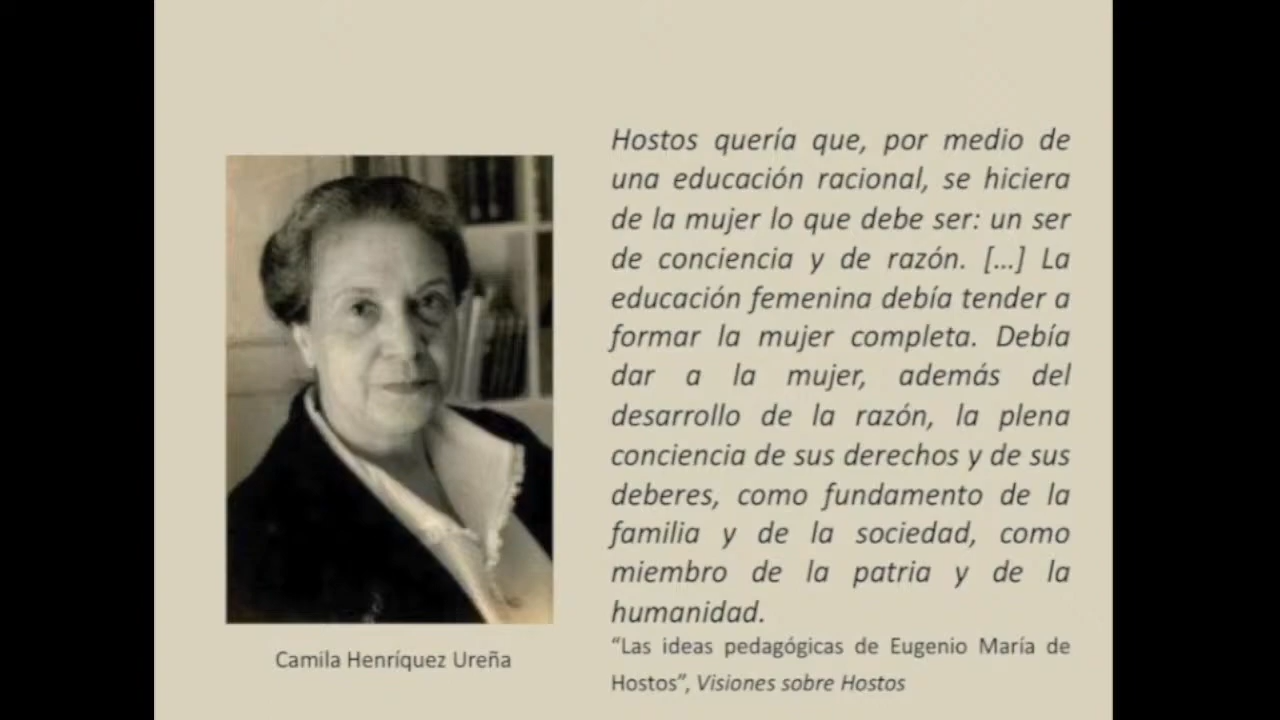 Hostos quería que, por medio de
una educación racional, se hiciera
de la mujer lo que debe ser: un ser
de conciencia y de razón. [...] La
educación femenina debía tender a
formar la mujer completa. Debía
dar a la mujer, además del
desarrollo de la razón, la plena
conciencia de sus derechos y de sus
deberes, como fundamento de la
familia y de la sociedad, como
miembro de la patria y de la
humanidad.
“Las ideas pedagógicas de Eugenio María de
Hostos”, Visiones sobre Hostos
Camila Henríquez Ureña